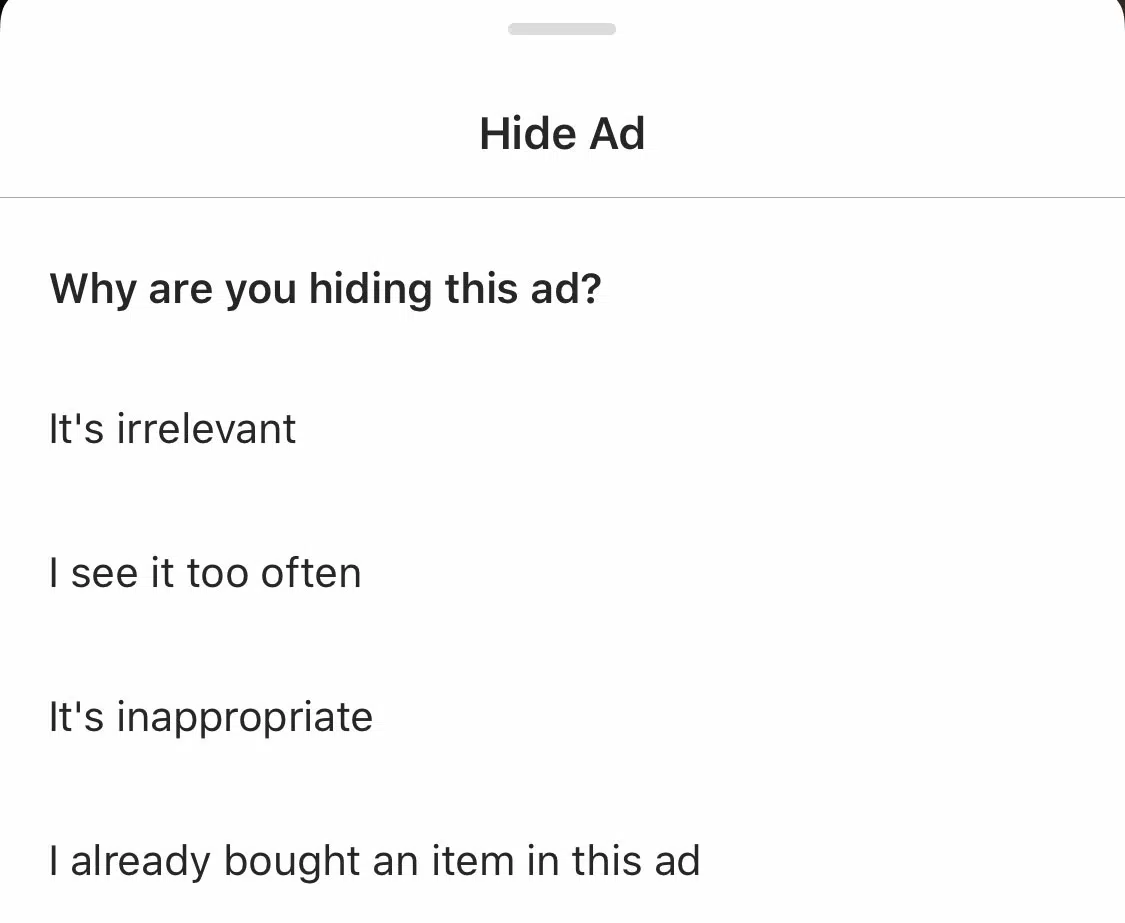 Hide Ad
Why are you hiding this ad?
It's irrelevant
I see it too often
It's inappropriate
I already bought an item in this ad